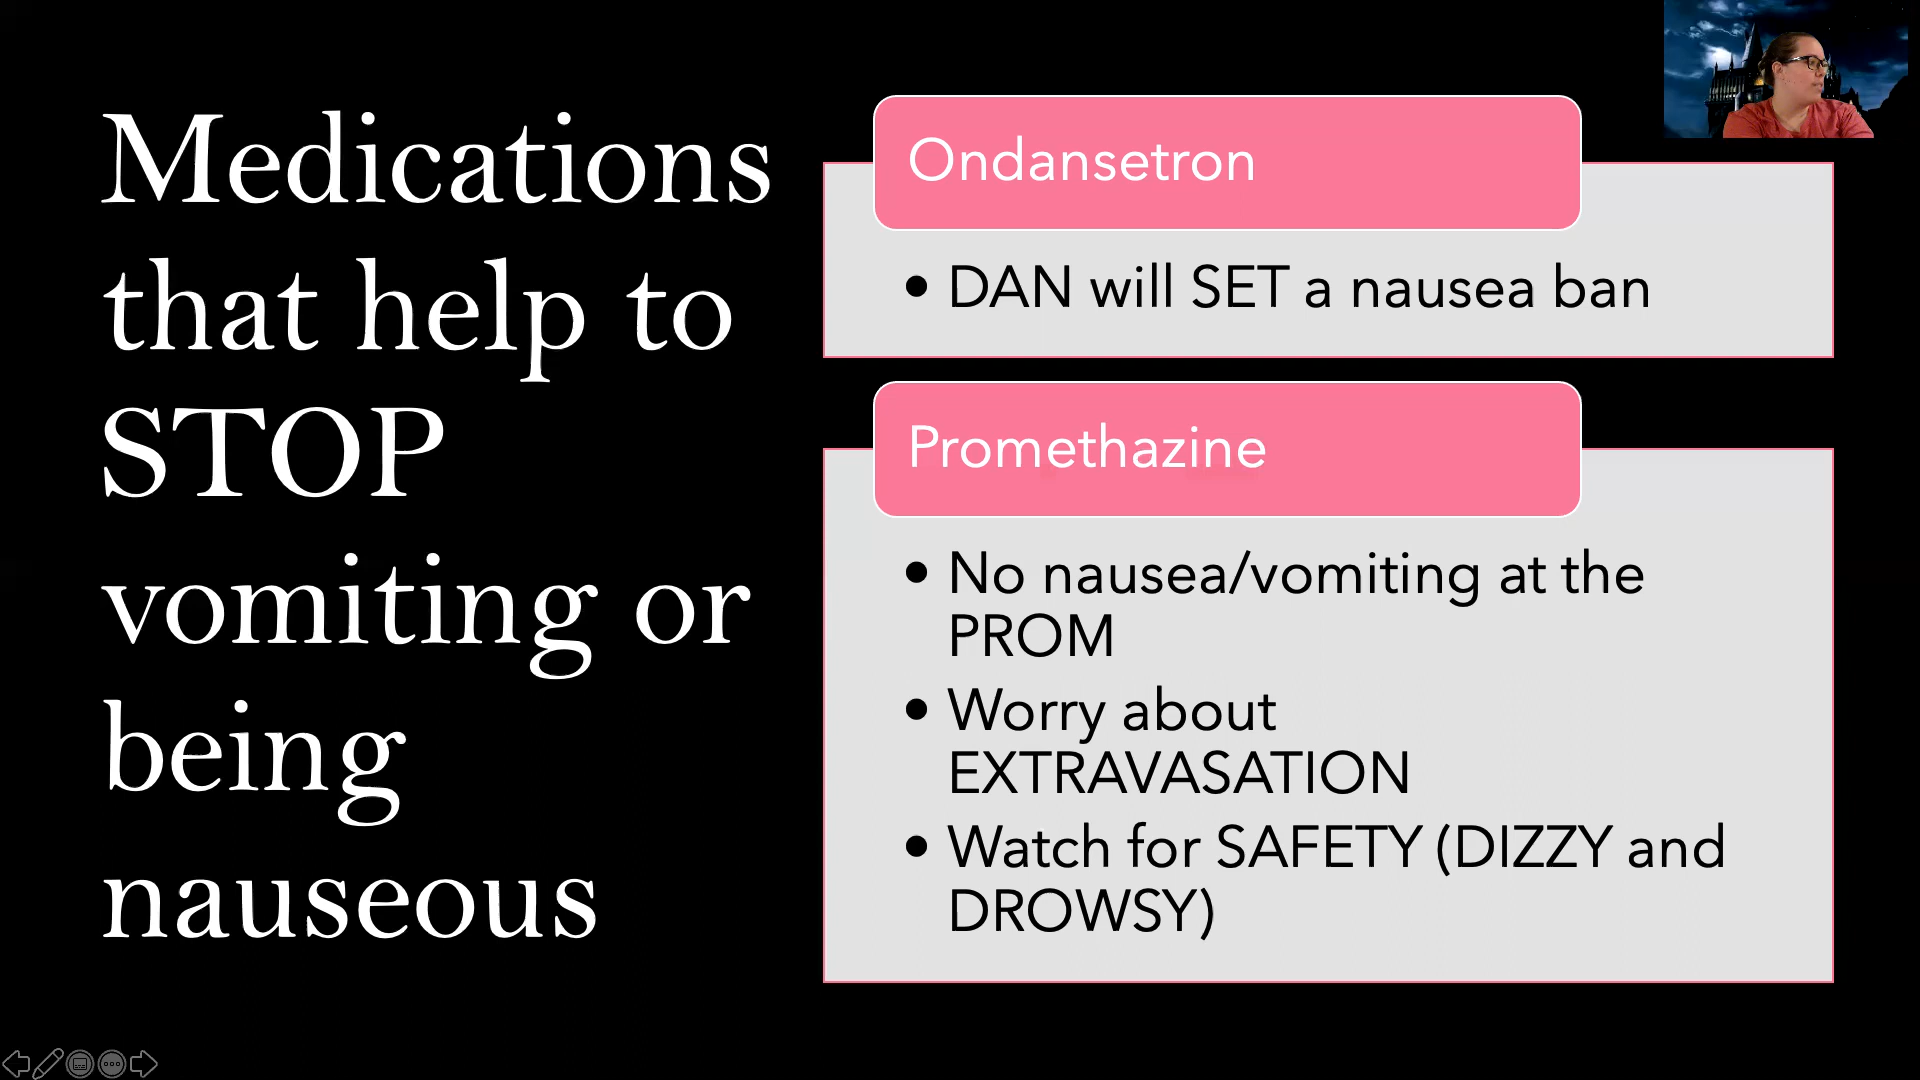 Medications
that help to
STOP
vomiting or
being
nauseous
Ondansetron
• DAN will SET a nausea ban
Promethazine
• No nausea/vomiting at the
PROM
• Worry about
EXTRAVASATION
• Watch for SAFETY (DIZZY and
DROWSY)